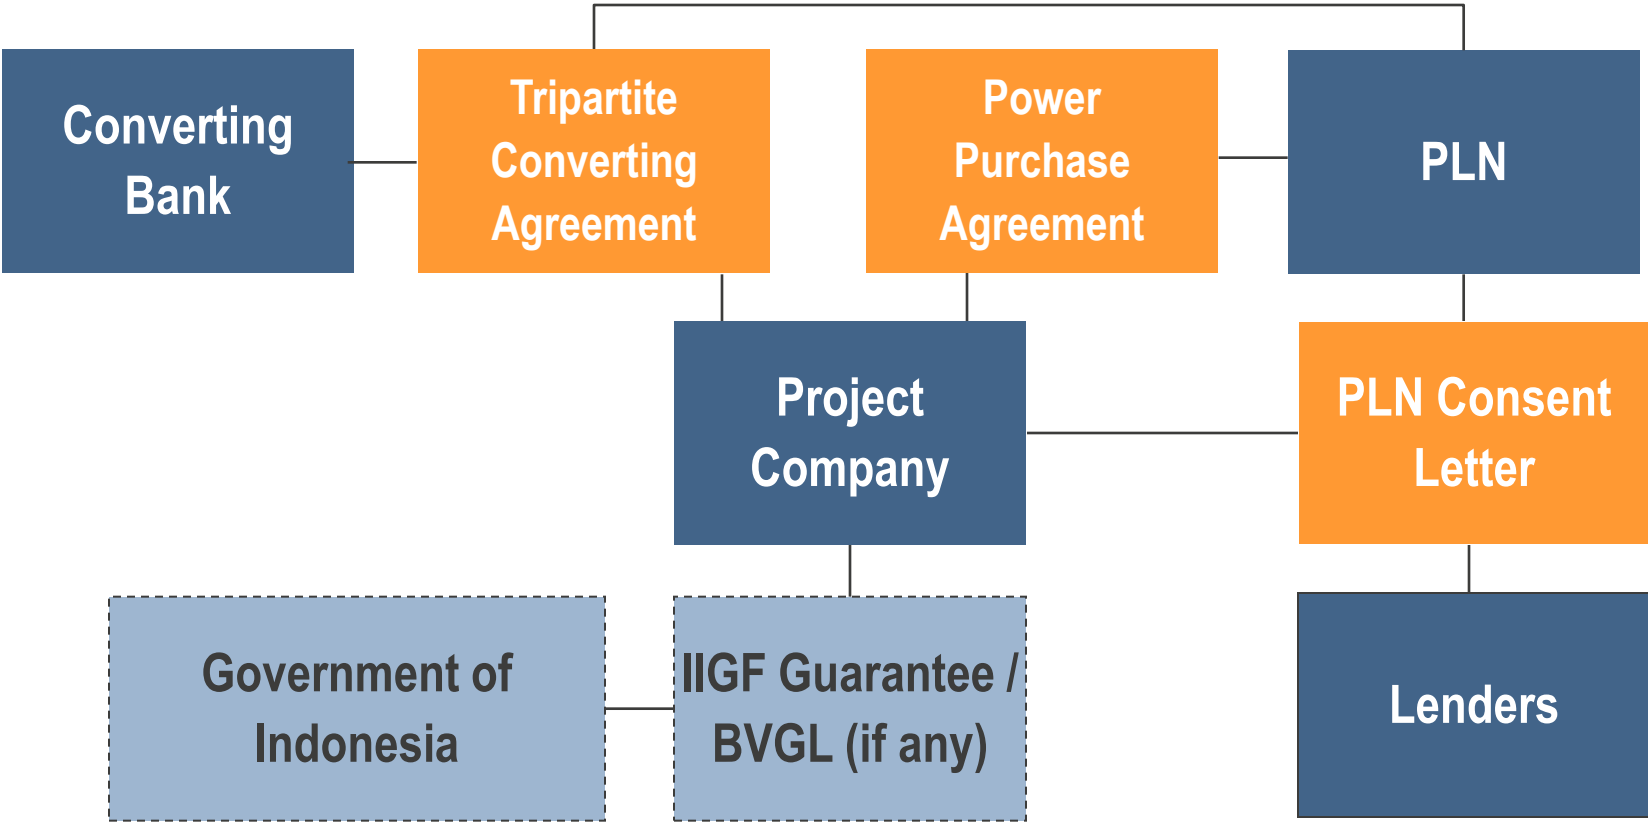 Converting
Bank
Tripartite
Converting
Agreement
Power
Purchase
Agreement
PLN
Project
Company
PLN Consent
Letter
Government of
Indonesia
IIGF Guarantee /
BVGL (if any)
Lenders